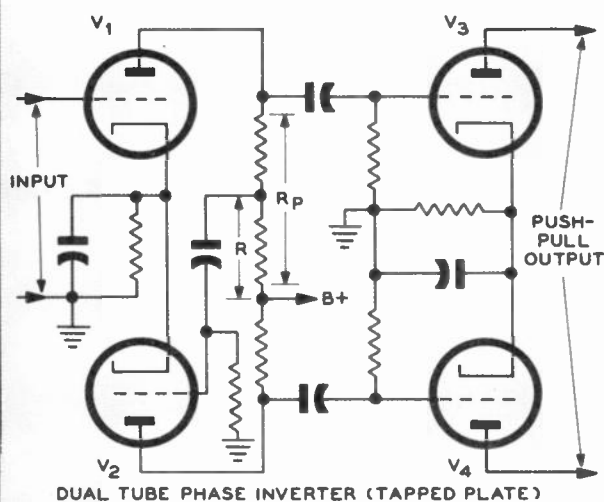 V1
V3
INPUT
RP
R
B+
PUSH-
PULL
OUTPUT
V2
V4
DUAL TUBE PHASE INVERTER (TAPPED PLATE)